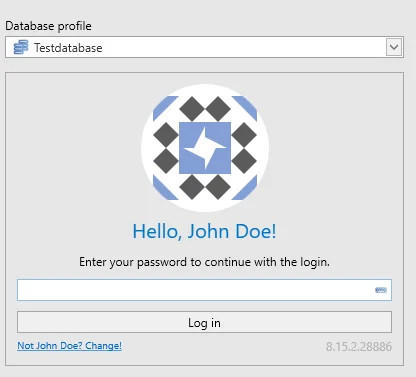 Database profile
Testdatabase
Hello, John Doe!
Enter your password to continue with the login.
Log in
Not John Doe? Change!
8.15.2.28886